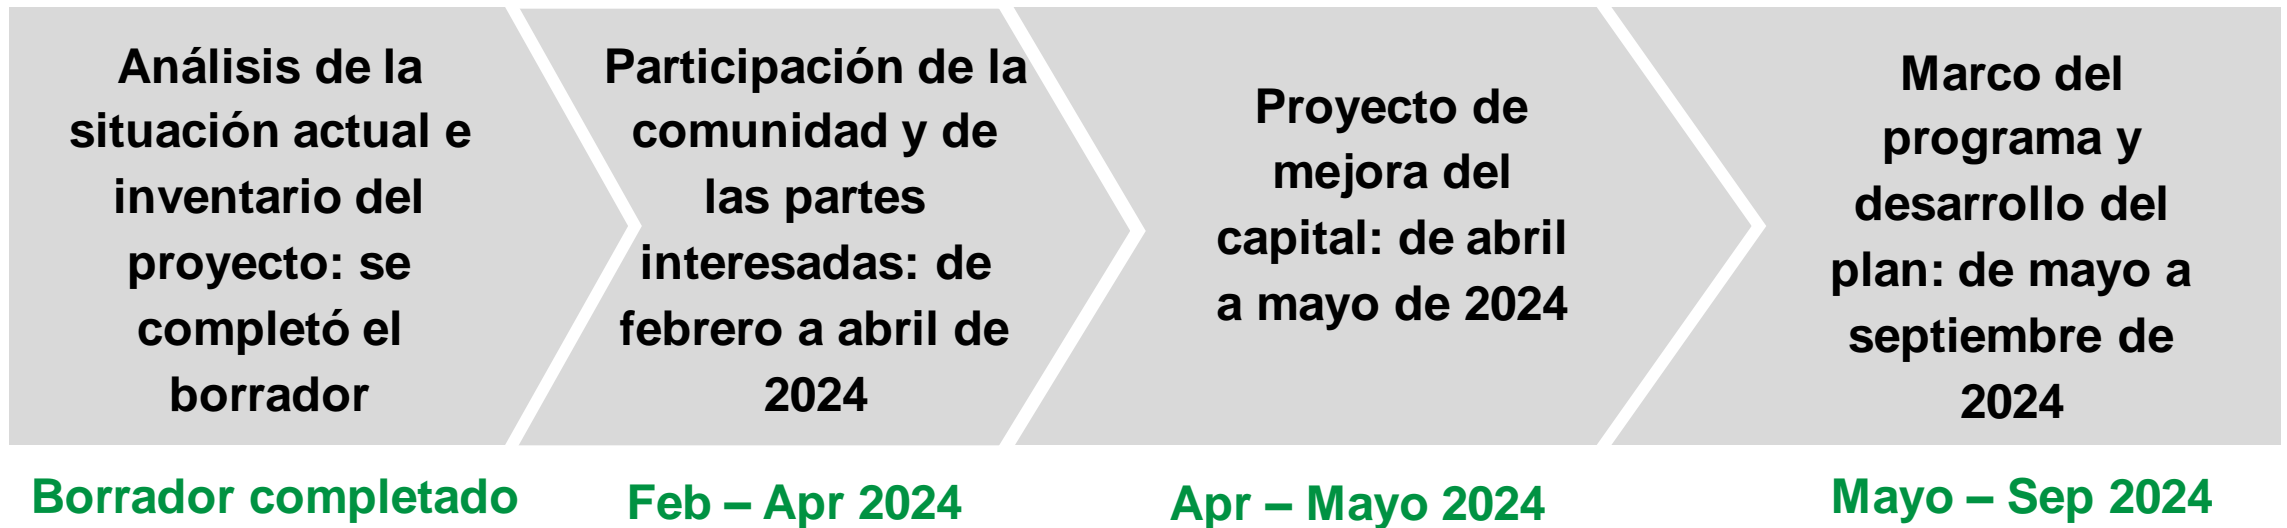 Análisis de la
situación actual e
inventario del
proyecto: se
completó el
borrador
Participación de la
comunidad y de
las partes
interesadas: de
febrero a abril de
2024
Proyecto de
mejora del
capital: de abril
a mayo de 2024
Marco del
programa y
desarrollo del
plan: de mayo a
septiembre de
2024
Borrador completado
Feb – Apr 2024
Apr – Mayo 2024
Mayo – Sep 2024